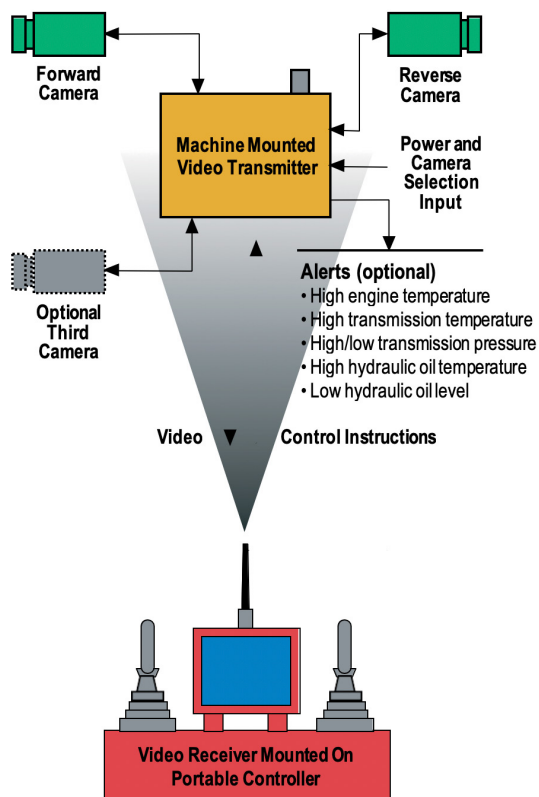 Forward
Camera
Reverse
Camera
Machine Mounted
Video Transmitter
Power and
Camera
Selection
Input
Optional
Third
Camera
Alerts (optional)
• High engine temperature
• High transmission temperature
• High/low transmission pressure
• High hydraulic oil temperature
• Low hydraulic oil level
Video
Control Instructions
Video Receiver Mounted On
Portable Controller